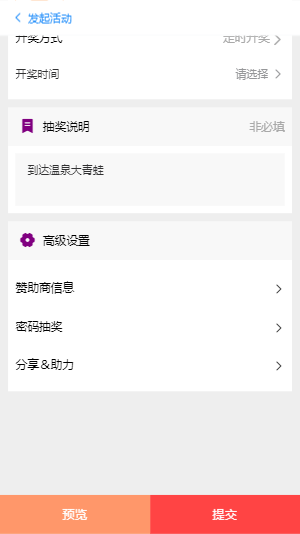 发起活动
开奖方式 定时开奖
开奖时间 请选择
抽奖说明 非必填
到达温泉大青蛙
高级设置
赞助商信息
密码抽奖
分享&助力
预览 提交